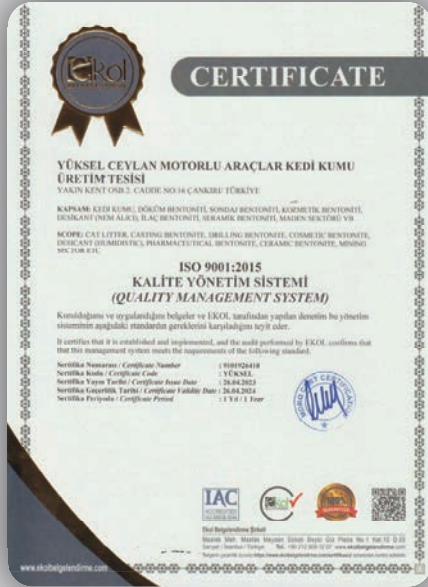 Ekol
CERTIFICATE
YÜKSEL CEYLAN MOTORLU ARAÇLAR KEDİ KUMU
ÜRETİM TESİSİ
YAKIN KENT OSB 2. CADDE NO:16 ÇANKIRI/ TÜRKİYE
KAPSAM: KEDİ KUMU, DÖKÜM BENTONİTİ, SONDAJ BENTONİTİ, KOZMETİK BENTONİTİ,
DESİKANT (NEM ALICI), İLAÇ BENTONİTİ, SERAMİK BENTONİTİ, MADEN SEKTÖRÜ VB
SCOPE: CAT LITTER, CASTING BENTONITE, DRILLING BENTONITE, COSMETIC BENTONITE,
DESICANT (HUMIDISTIC), PHARMACEUTICAL BENTONITE, CERAMIC BENTONITE, MINING
SECTOR ETC
ISO 9001:2015
KALİTE YÖNETİM SİSTEMİ
(QUALITY MANAGEMENT SYSTEM)
Kurulduğunu ve uygulandığını belgeler ve EKOL tarafından yapılan denetim bu yönetim
sisteminin aşağıdaki standardın gereklerini karşıladığını teyit eder.
It certifies that it is established and implemented, and the audit performed by EKOL confirms that
that this management system meets the requirements of the following standard.
Sertifika Numarası / Certificate Number : 9101926410
Sertifika Kodu / Certificate Code : YÜKSEL
Sertifika Yayın Tarihi / Certificate Issue Date : 26.04.2023
Sertifika Geçerlilik Tarihi / Certificate Validity Date : 26.04.2024
Sertifika Periyodu / Certificate Period : 1 Yıl / 1 Year
IAC
Ekol
Ekol Belgelendirme Şirketi
www.ekolbelgelendirme.com